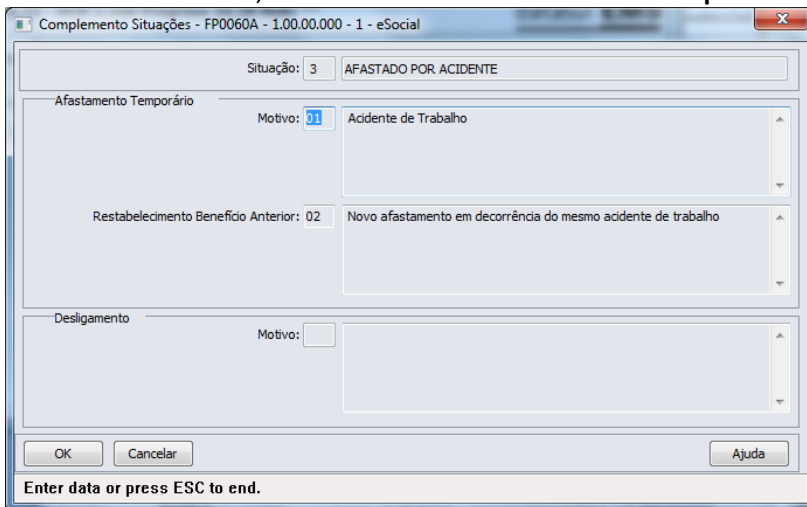 Complemento Situações - FP0060A - 1.00.00.000 - 1 - eSocial
Situação: 3 AFASTADO POR ACIDENTE
Afastamento Temporário
Motivo: 01 Acidente de Trabalho
Restabelecimento Benefício Anterior: 02 Novo afastamento em decorrência do mesmo acidente de trabalho
Desligamento
Motivo:
OK Cancelar Ajuda
Enter data or press ESC to end.